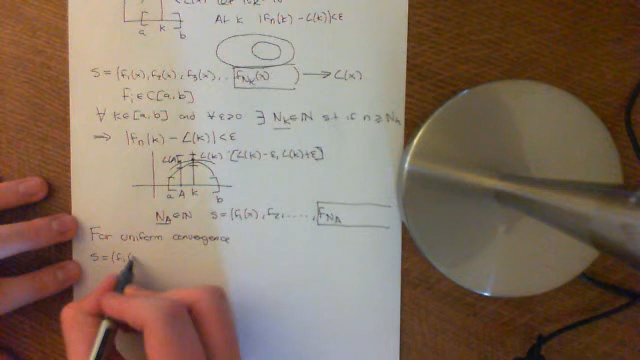 a k b
At k |fn(k) - L(k)| < ε
S = (f1(x), f2(x), f3(x), .. fNk(x) → L(x)
fi ∈ C[a,b]
∀ k∈[a,b] and ∀ε>0 ∃ Nk∈ℕ s.t if n ≥ Nk
⇒ |fn(k) - L(k)| < ε
L(A) L(k) [L(k)-ε, L(k)+ε]
a A k b
NA∈ℕ S = (f1(x), f2, ....., fNA
For uniform convergence
S = (f1(